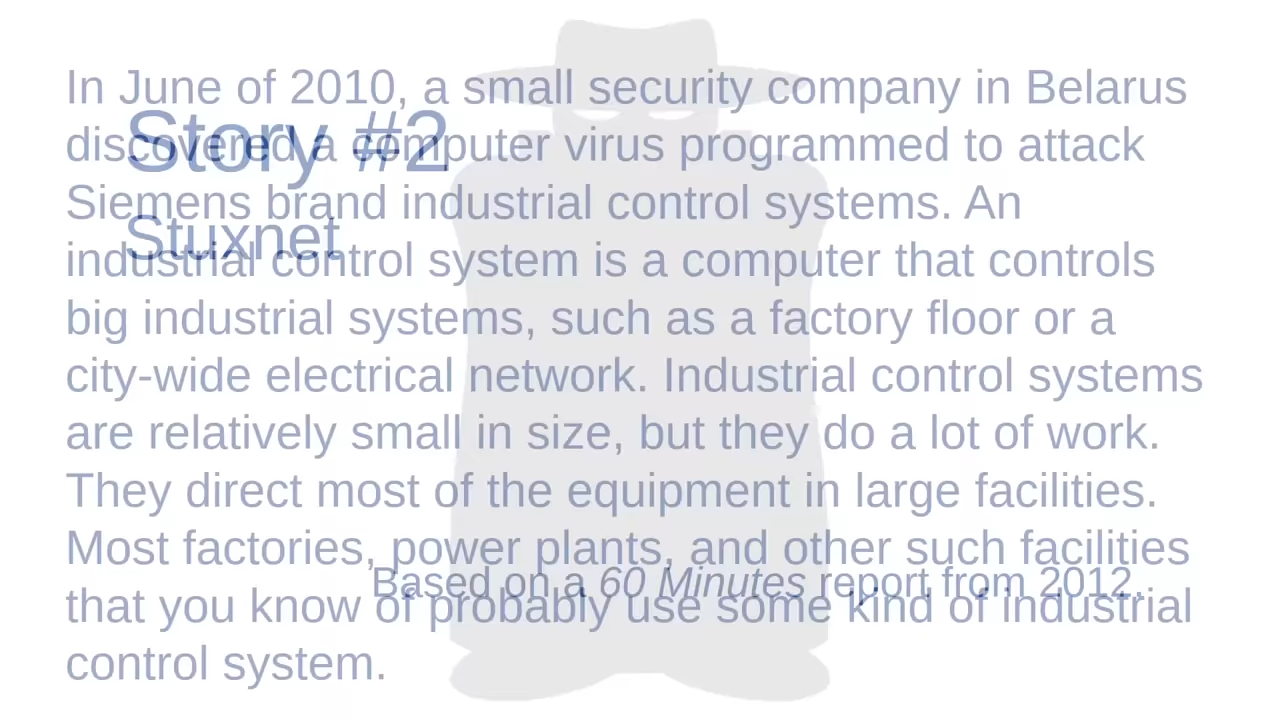 In June of 2010, a small security company in Belarus
Story #2
discovered a computer virus programmed to attack
Siemens brand industrial control systems. An
Stuxnet
industrial control system is a computer that controls
big industrial systems, such as a factory floor or a
city-wide electrical network. Industrial control systems
are relatively small in size, but they do a lot of work.
They direct most of the equipment in large facilities.
Most factories, power plants, and other such facilities
Based on a 60 Minutes report from 2012.
that you know of probably use some kind of industrial
control system.